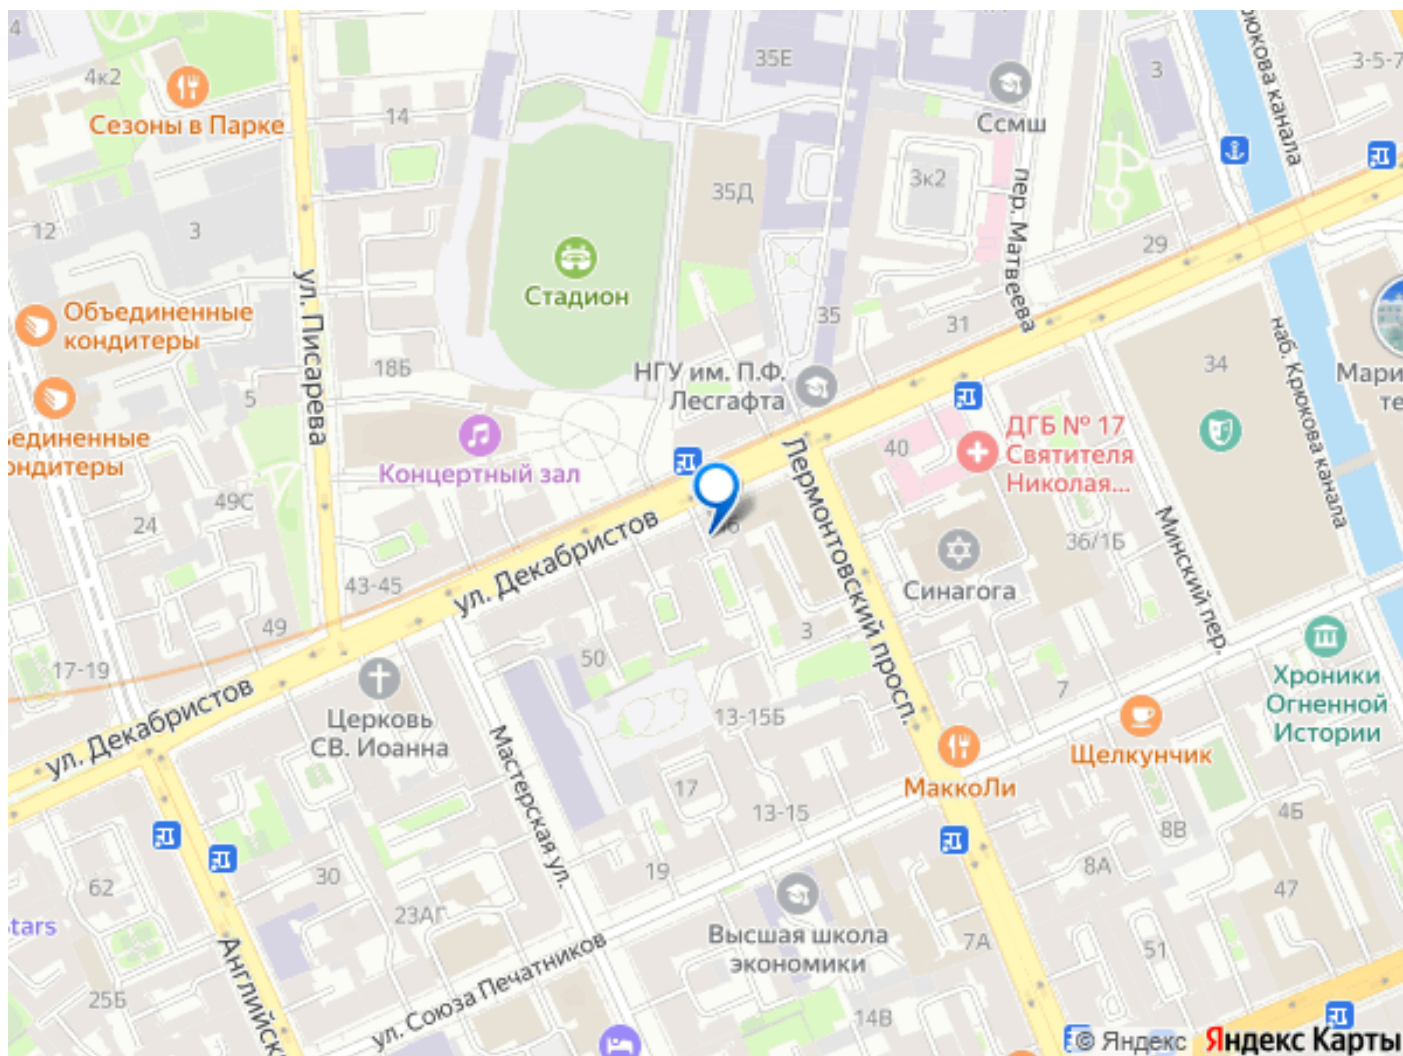 4
4к2
Сезоны в Парке
14
35Е
Ссмш
3
Крюкова канала
3-5-7
12
3
35Д
3к2
пер. Матвеева
29
Стадион
ул. Писарева
Объединенные
кондитеры
18Б
35
31
НГУ им. П.Ф.
Лесгафта
34
наб. Крюкова канала
5
Концертный зал
40
ДГБ № 17
Святителя
Николая...
24
49С
Лермонтовский просп.
36/1Б
Минский пер.
Синагога
ул. Декабристов
43-45
49
17-19
50
3
7
Церковь
СВ. Иоанна
13-15Б
Хроники
Огненной
Истории
ул. Декабристов
Мастерская ул.
Щелкунчик
МаккоЛи
17
13-15
8В
4Б
62
30
19
8А
47
23АГ
Высшая школа
экономики
7А
51
25Б
ул. Союза Печатников
14В
© Яндекс Яндекс Карты